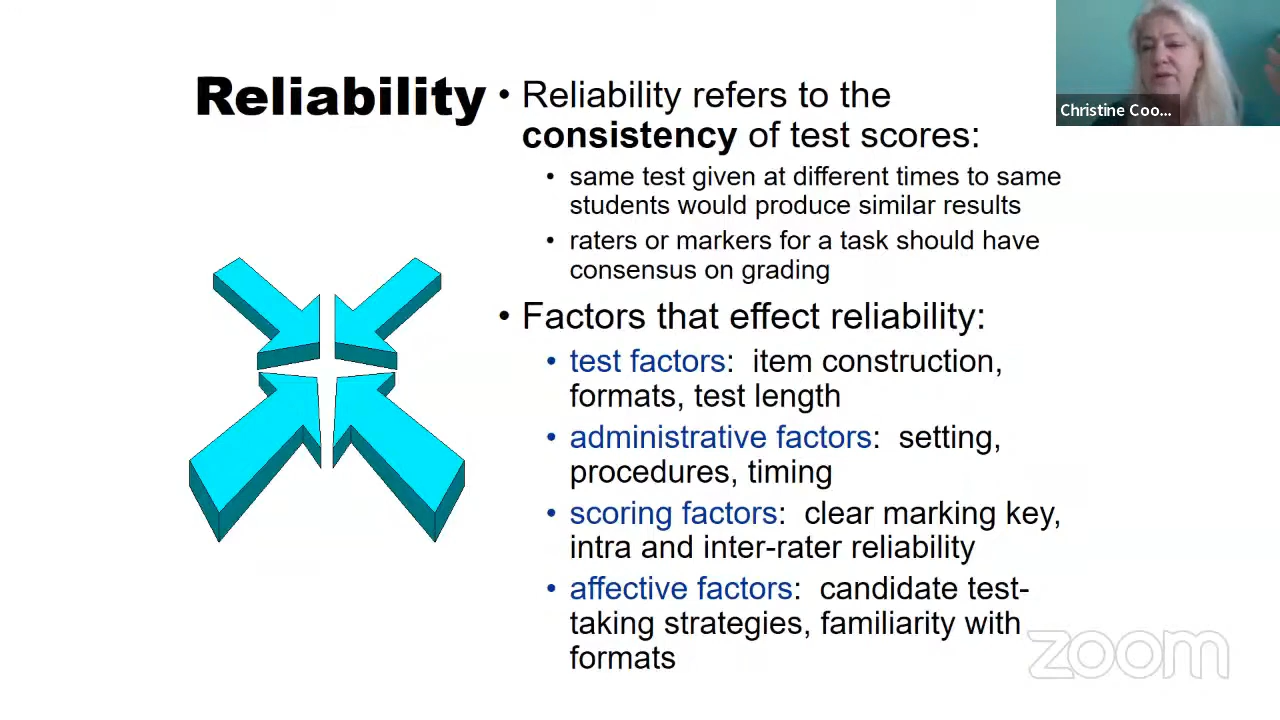 Reliability
• Reliability refers to the
consistency of test scores:
• same test given at different times to same
students would produce similar results
• raters or markers for a task should have
consensus on grading
• Factors that effect reliability:
• test factors: item construction,
formats, test length
• administrative factors: setting,
procedures, timing
• scoring factors: clear marking key,
intra and inter-rater reliability
• affective factors: candidate test-
taking strategies, familiarity with
formats
Christine Coo...
zoom